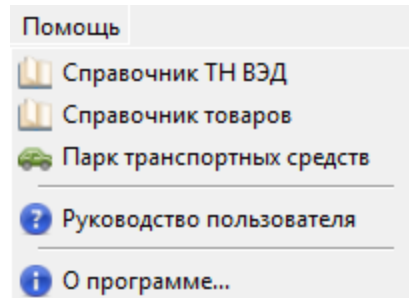 Помощь
Справочник ТН ВЭД
Справочник товаров
Парк транспортных средств
Руководство пользователя
О программе...